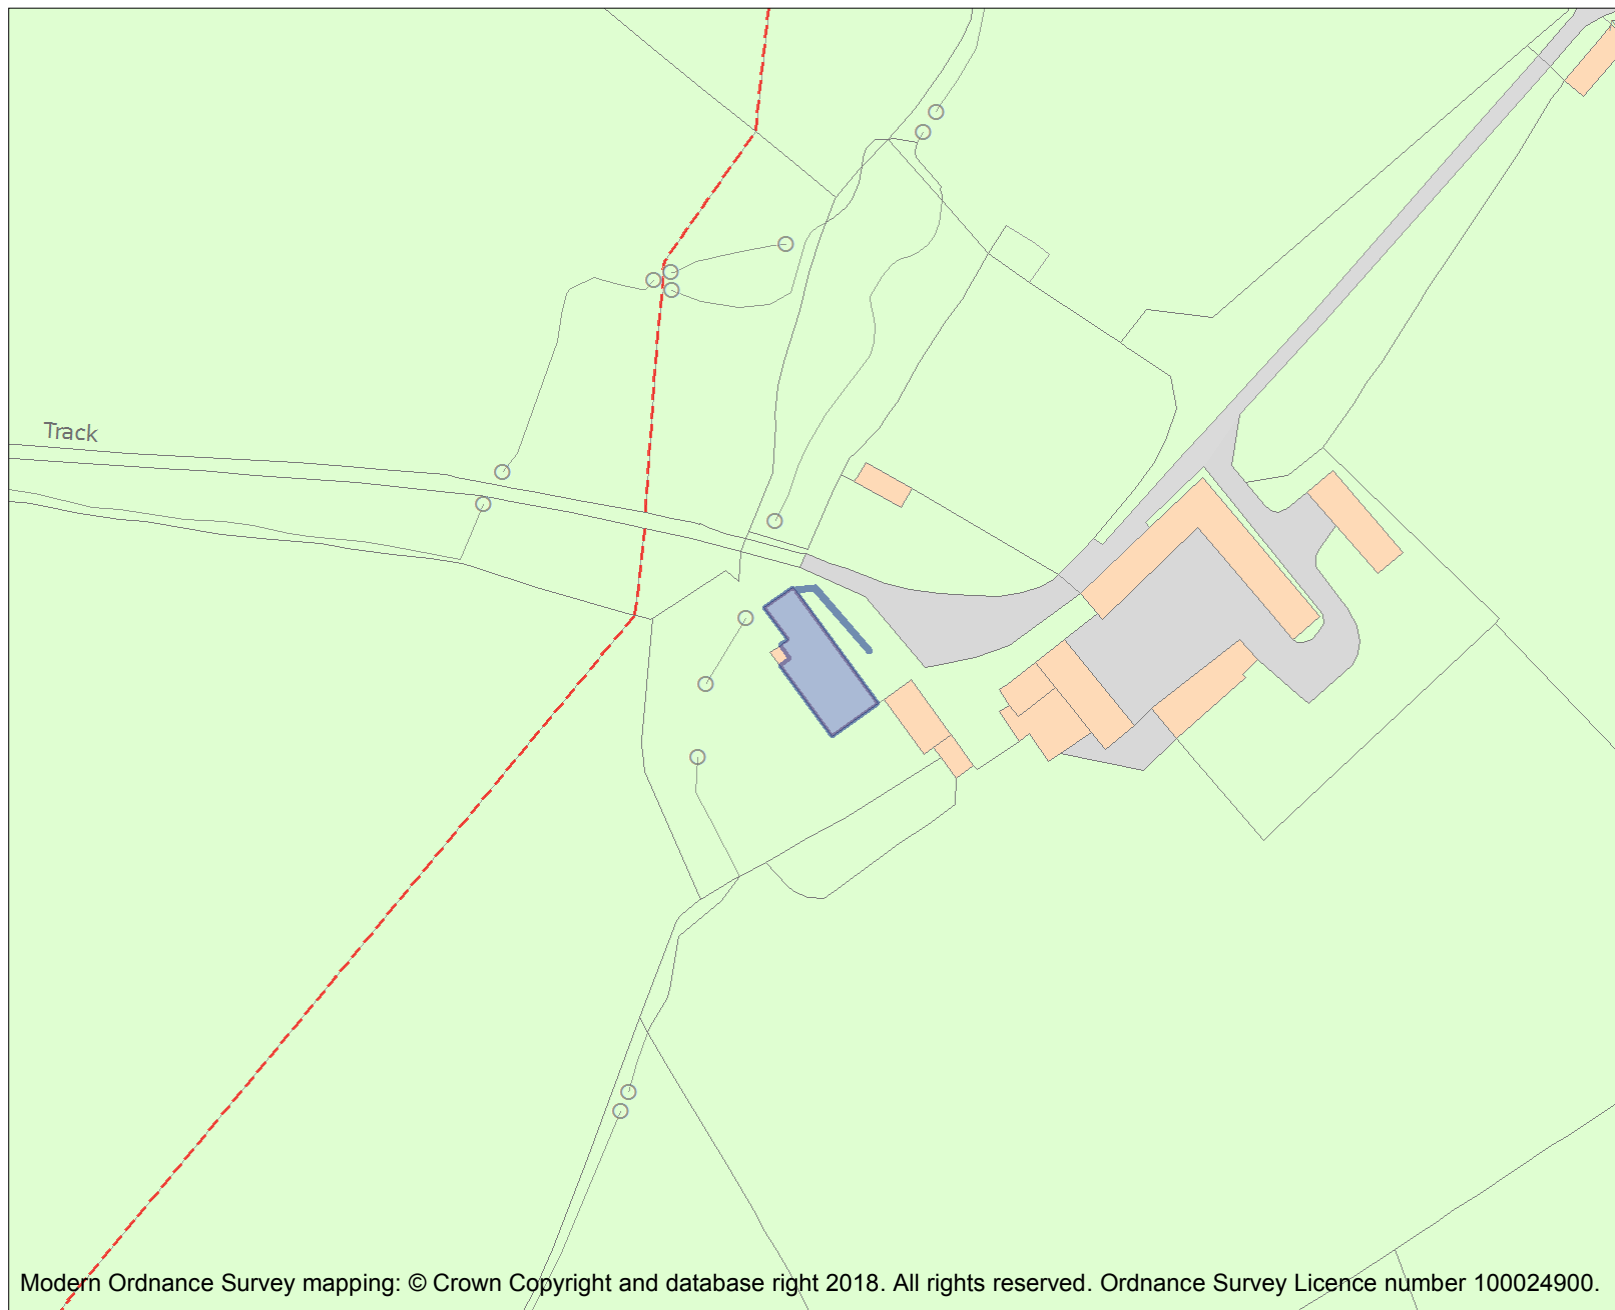 Track
Modern Ordnance Survey mapping: © Crown Copyright and database right 2018. All rights reserved. Ordnance Survey Licence number 100024900.